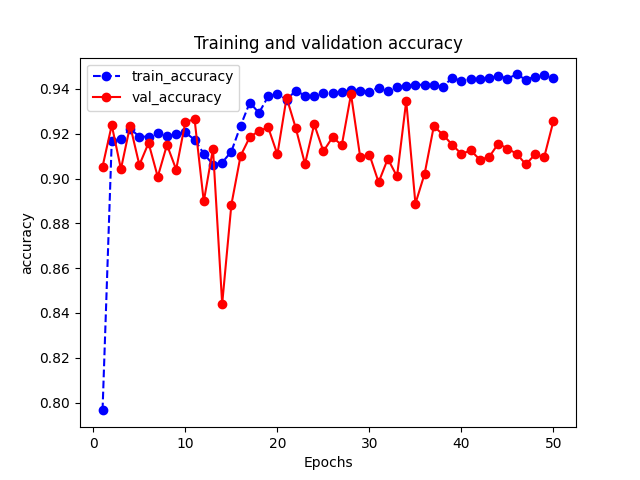 Training and validation accuracy
train_accuracy
val_accuracy
accuracy
0.94
0.92
0.90
0.88
0.86
0.84
0.82
0.80
0 10 20 30 40 50
Epochs